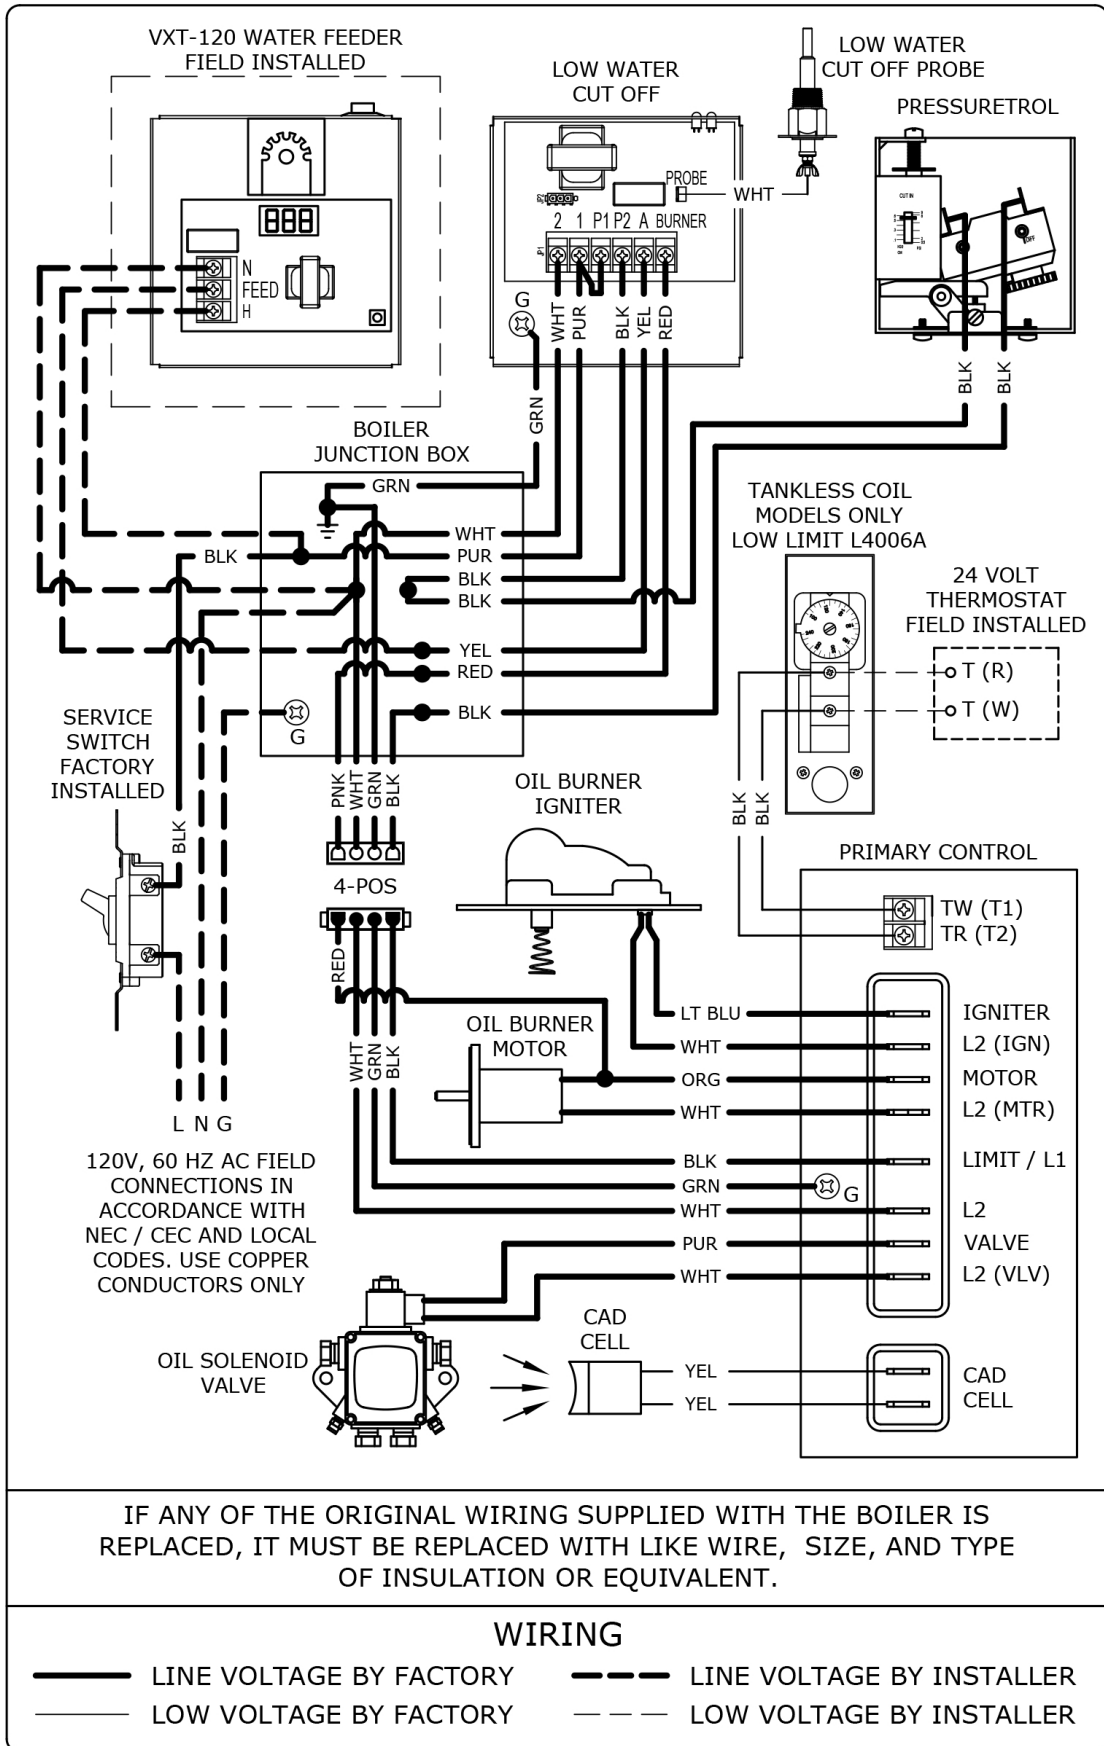 VXT-120 WATER FEEDER
FIELD INSTALLED
LOW WATER
CUT OFF
LOW WATER
CUT OFF PROBE
PRESSURETROL
888
N
FEED
H
PROBE
WHT
2 1 P1 P2 A BURNER
JP1
G
WHT
PUR
BLK
YEL
RED
GRN
CUT IN
OFF
BLK
BLK
BOILER
JUNCTION BOX
GRN
WHT
PUR
BLK
BLK
BLK
YEL
RED
BLK
G
TANKLESS COIL
MODELS ONLY
LOW LIMIT L4006A
24 VOLT
THERMOSTAT
FIELD INSTALLED
T (R)
T (W)
BLK
BLK
SERVICE
SWITCH
FACTORY
INSTALLED
BLK
PNK
WHT
GRN
BLK
4-POS
RED
WHT
GRN
BLK
OIL BURNER
IGNITER
OIL BURNER
MOTOR
PRIMARY CONTROL
TW (T1)
TR (T2)
LT BLU IGNITER
WHT L2 (IGN)
ORG MOTOR
WHT L2 (MTR)
BLK LIMIT / L1
GRN G
WHT L2
PUR VALVE
WHT L2 (VLV)
L N G
120V, 60 HZ AC FIELD
CONNECTIONS IN
ACCORDANCE WITH
NEC / CEC AND LOCAL
CODES. USE COPPER
CONDUCTORS ONLY
OIL SOLENOID
VALVE
CAD
CELL
YEL
YEL
CAD
CELL
IF ANY OF THE ORIGINAL WIRING SUPPLIED WITH THE BOILER IS
REPLACED, IT MUST BE REPLACED WITH LIKE WIRE, SIZE, AND TYPE
OF INSULATION OR EQUIVALENT.
WIRING
LINE VOLTAGE BY FACTORY
LINE VOLTAGE BY INSTALLER
LOW VOLTAGE BY FACTORY
LOW VOLTAGE BY INSTALLER